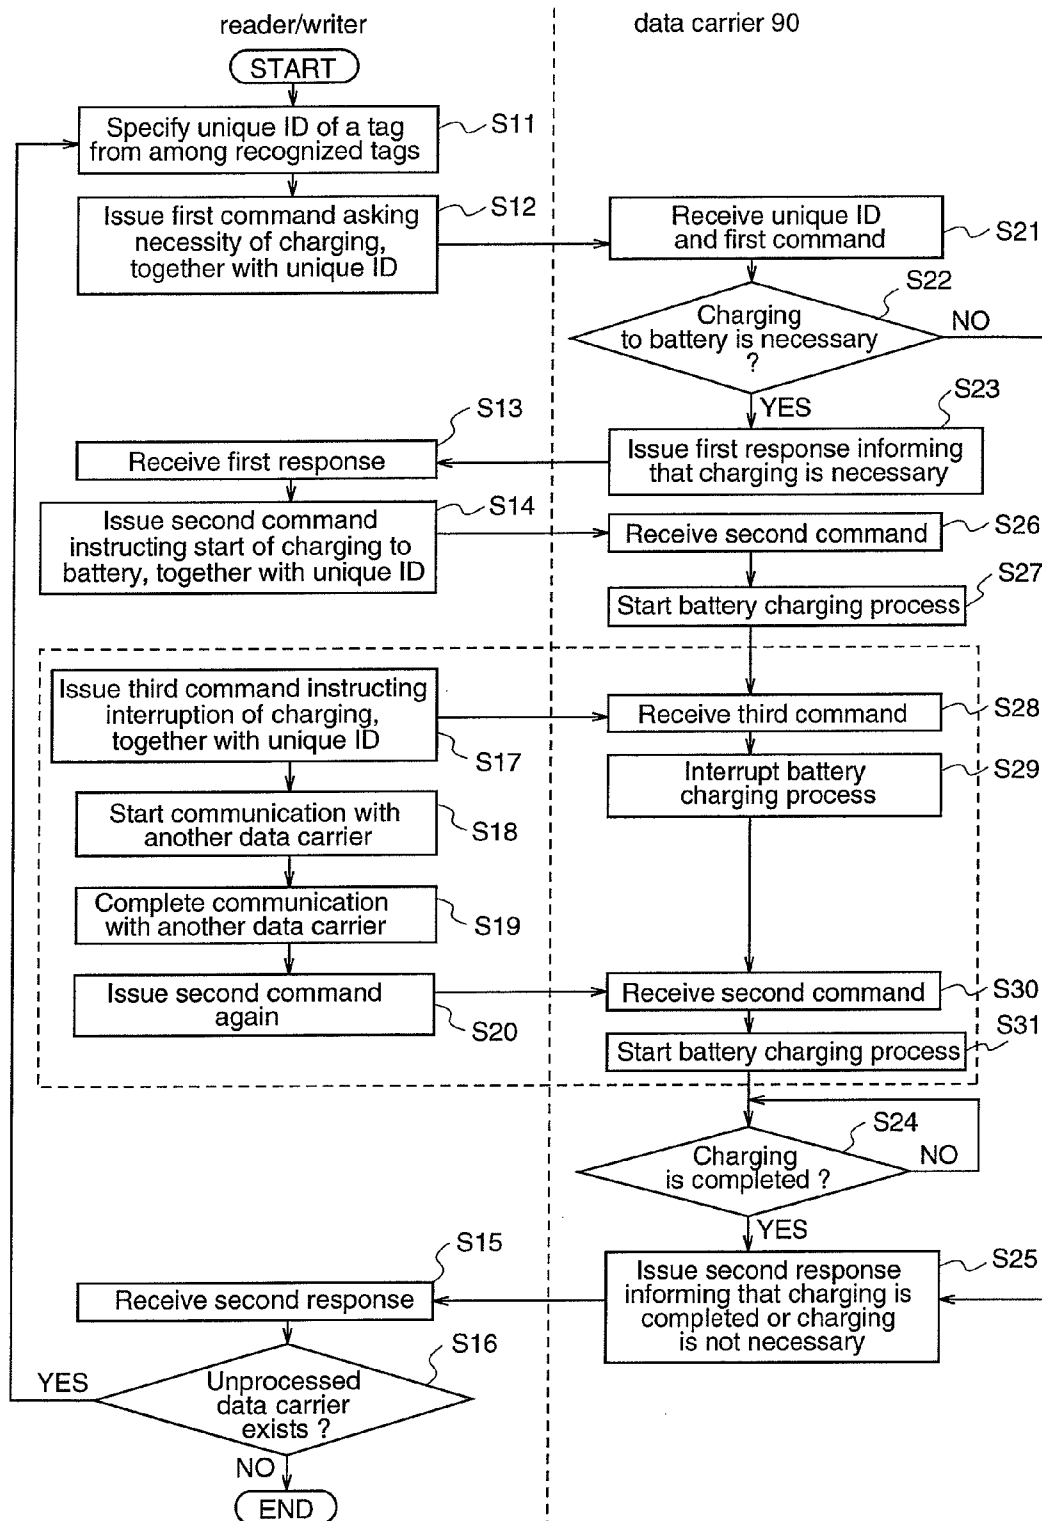 reader/writer
data carrier 90
START
Specify unique ID of a tag
from among recognized tags
S11
Issue first command asking
necessity of charging,
together with unique ID
S12
Receive unique ID
and first command
S21
S22
Charging
to battery is necessary
?
NO
YES
S23
S13
Receive first response
Issue first response informing
that charging is necessary
S14
Issue second command
instructing start of charging to
battery, together with unique ID
Receive second command
S26
S27
Start battery charging process
Issue third command instructing
interruption of charging,
together with unique ID
S17
Receive third command
S28
Interrupt battery
charging process
S29
Start communication with
another data carrier
S18
Complete communication
with another data carrier
S19
Issue second command
again
S20
Receive second command
S30
S31
Start battery charging process
S24
Charging
is completed ?
NO
YES
S15
Receive second response
Issue second response
informing that charging is
completed or charging
is not necessary
S25
S16
YES
Unprocessed
data carrier
exists ?
NO
END